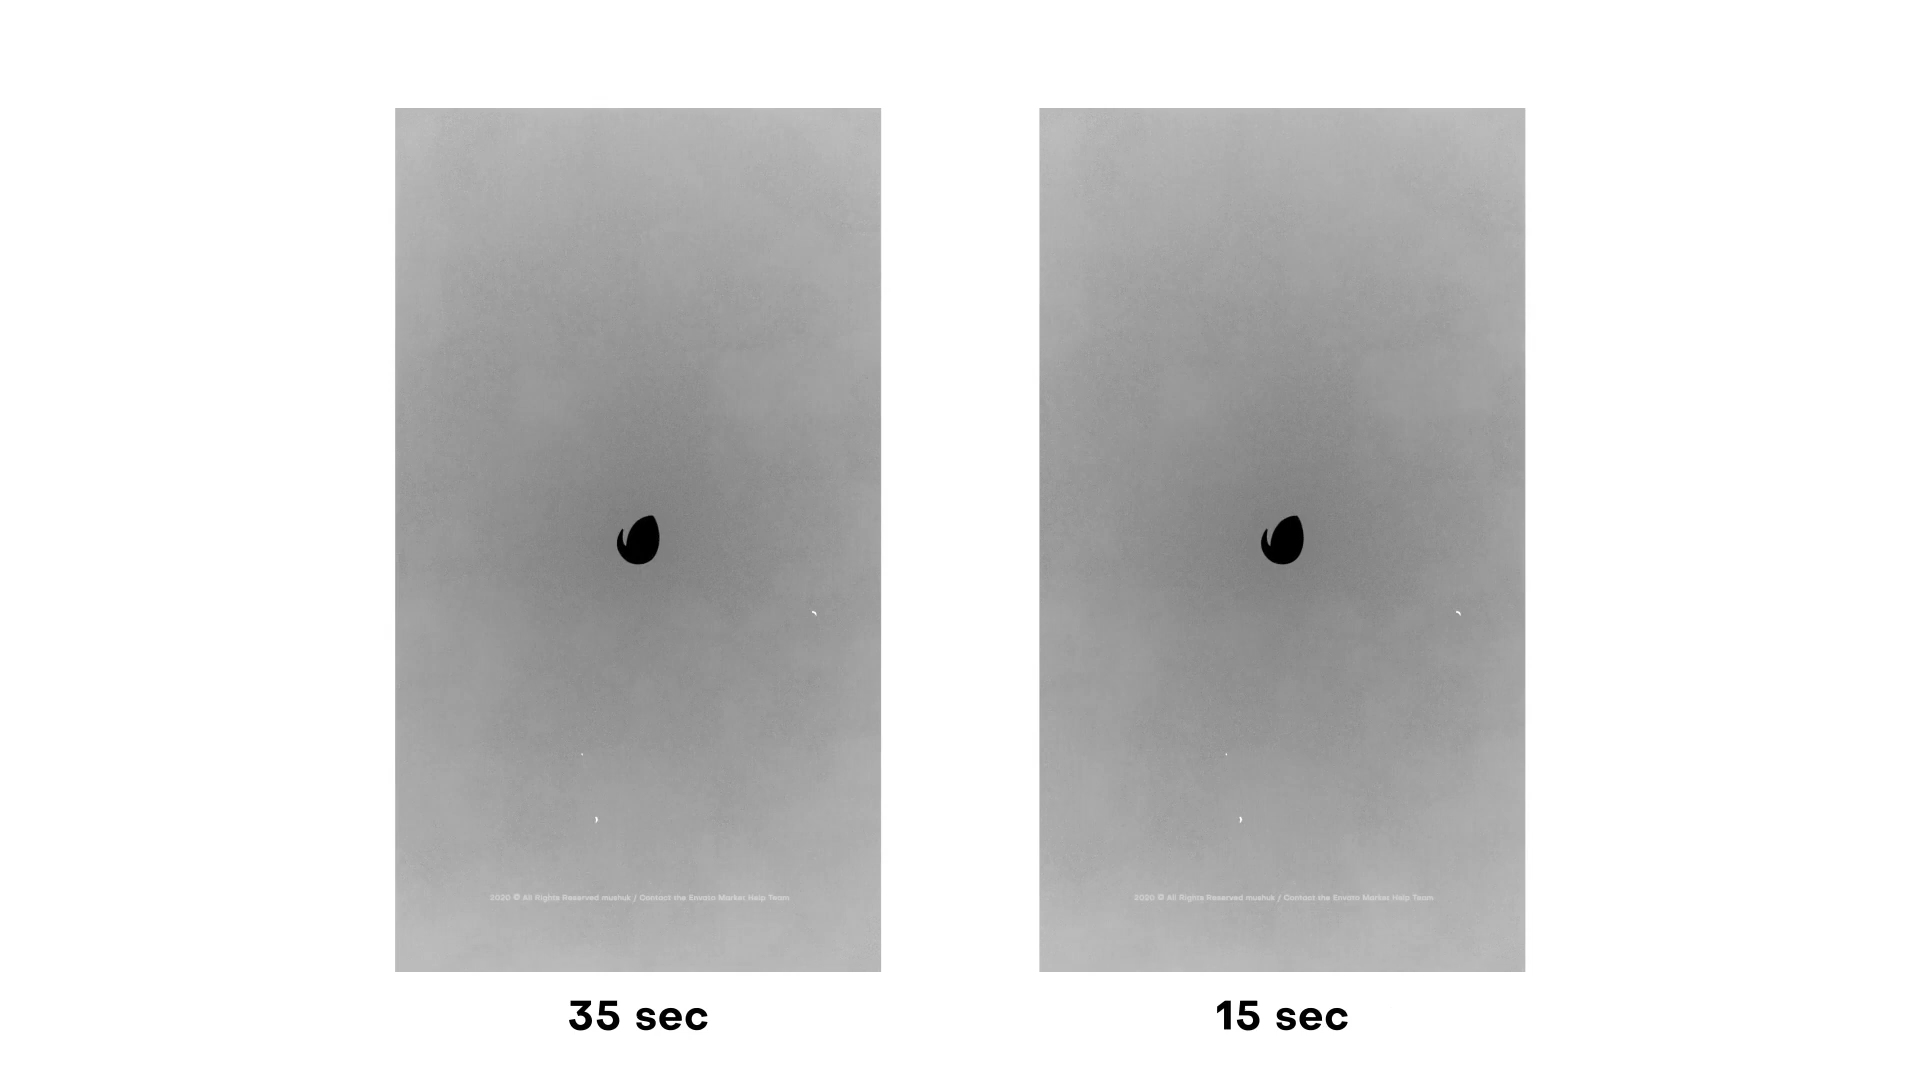 2020 © All Rights Reserved mushuk / Contact the Envato Market Help Team
2020 © All Rights Reserved mushuk / Contact the Envato Market Help Team
35 sec
15 sec